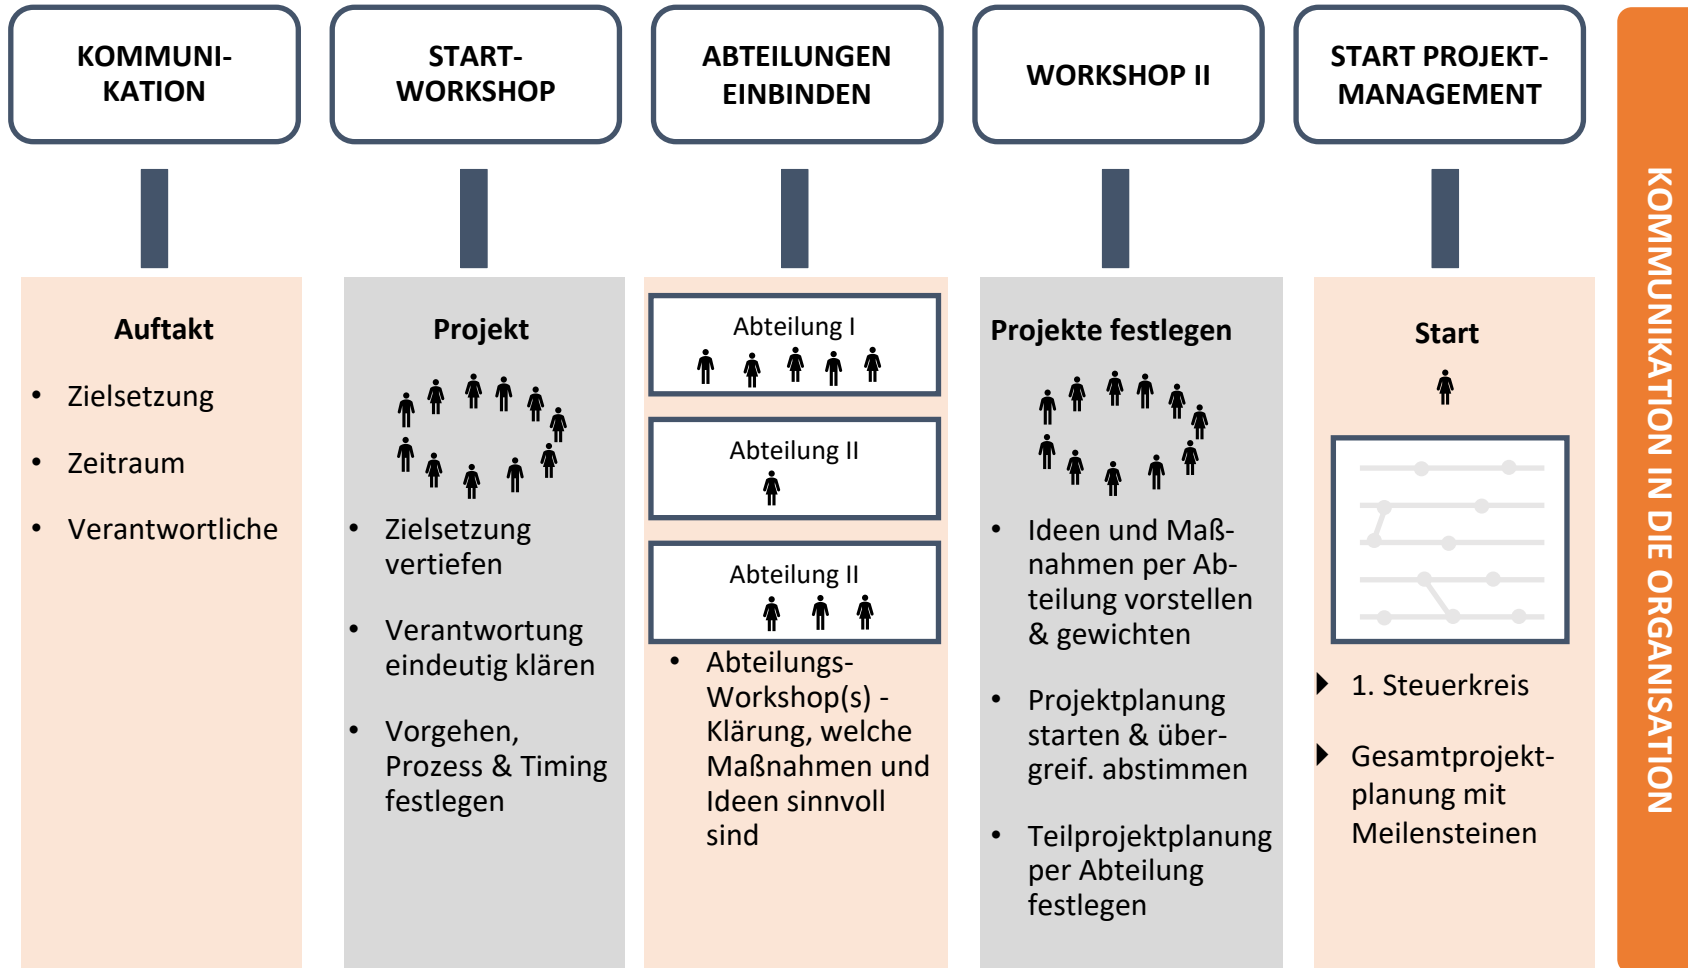 KOMMUNI-
KATION
START-
WORKSHOP
ABTEILUNGEN
EINBINDEN
WORKSHOP II
START PROJEKT-
MANAGEMENT
Auftakt
• Zielsetzung
• Zeitraum
• Verantwortliche
Projekt
• Zielsetzung
vertiefen
• Verantwortung
eindeutig klären
• Vorgehen,
Prozess & Timing
festlegen
Abteilung I
Abteilung II
Abteilung II
• Abteilungs-
Workshop(s) -
Klärung, welche
Maßnahmen und
Ideen sinnvoll
sind
Projekte festlegen
• Ideen und Maß-
nahmen per Ab-
teilung vorstellen
& gewichten
• Projektplanung
starten & über-
greif. abstimmen
• Teilprojektplanung
per Abteilung
festlegen
Start
1. Steuerkreis
Gesamtprojekt-
planung mit
Meilensteinen
KOMMUNIKATION IN DIE ORGANISATION